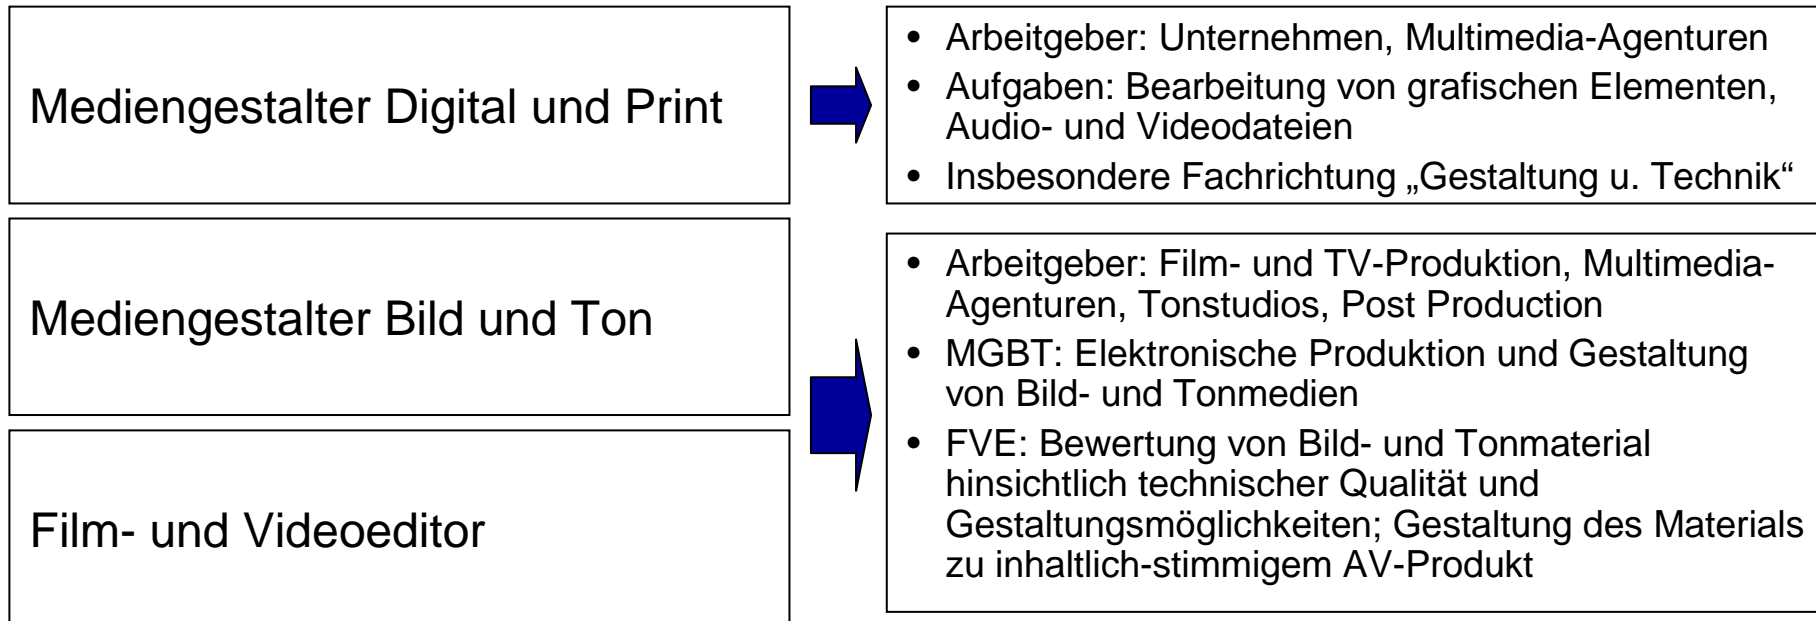 Mediengestalter Digital und Print
• Arbeitgeber: Unternehmen, Multimedia-Agenturen
• Aufgaben: Bearbeitung von grafischen Elementen,
Audio- und Videodateien
• Insbesondere Fachrichtung „Gestaltung u. Technik“
Mediengestalter Bild und Ton
Film- und Videoeditor
• Arbeitgeber: Film- und TV-Produktion, Multimedia-
Agenturen, Tonstudios, Post Production
• MGBT: Elektronische Produktion und Gestaltung
von Bild- und Tonmedien
• FVE: Bewertung von Bild- und Tonmaterial
hinsichtlich technischer Qualität und
Gestaltungsmöglichkeiten; Gestaltung des Materials
zu inhaltlich-stimmigem AV-Produkt